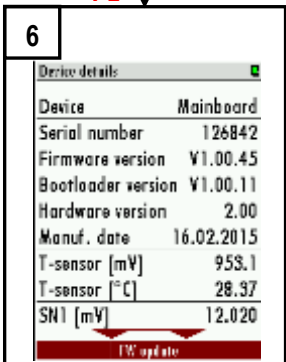 6
Device details
Device Mainboard
Serial number 126842
Firmware version V1.00.45
Bootloader version V1.00.11
Hardware version 2.00
Manuf. date 16.02.2015
T-sensor [mV] 953.1
T-sensor [°C] 28.37
SN1 [mV] 12.020
FW update